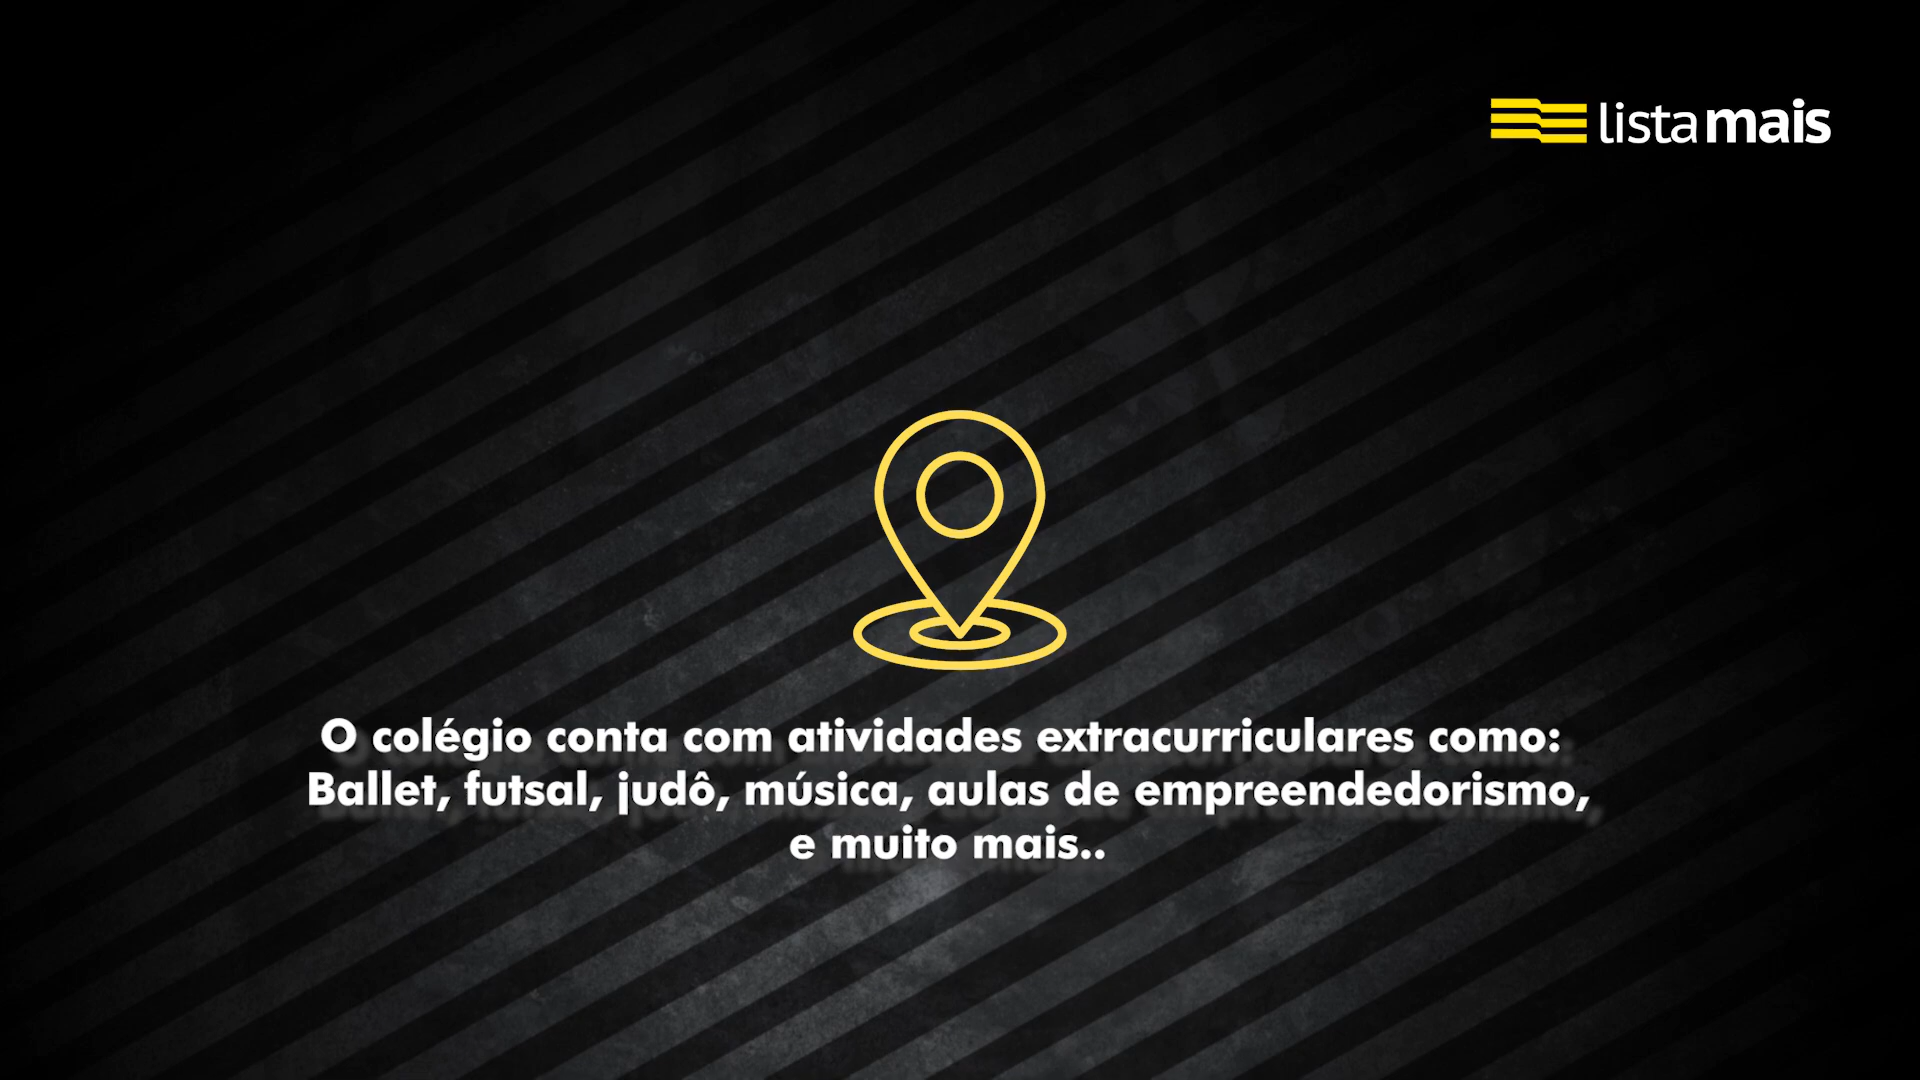 listamais
O colégio conta com atividades extracurriculares como:
Ballet, futsal, judô, música, aulas de empreendedorismo,
e muito mais..